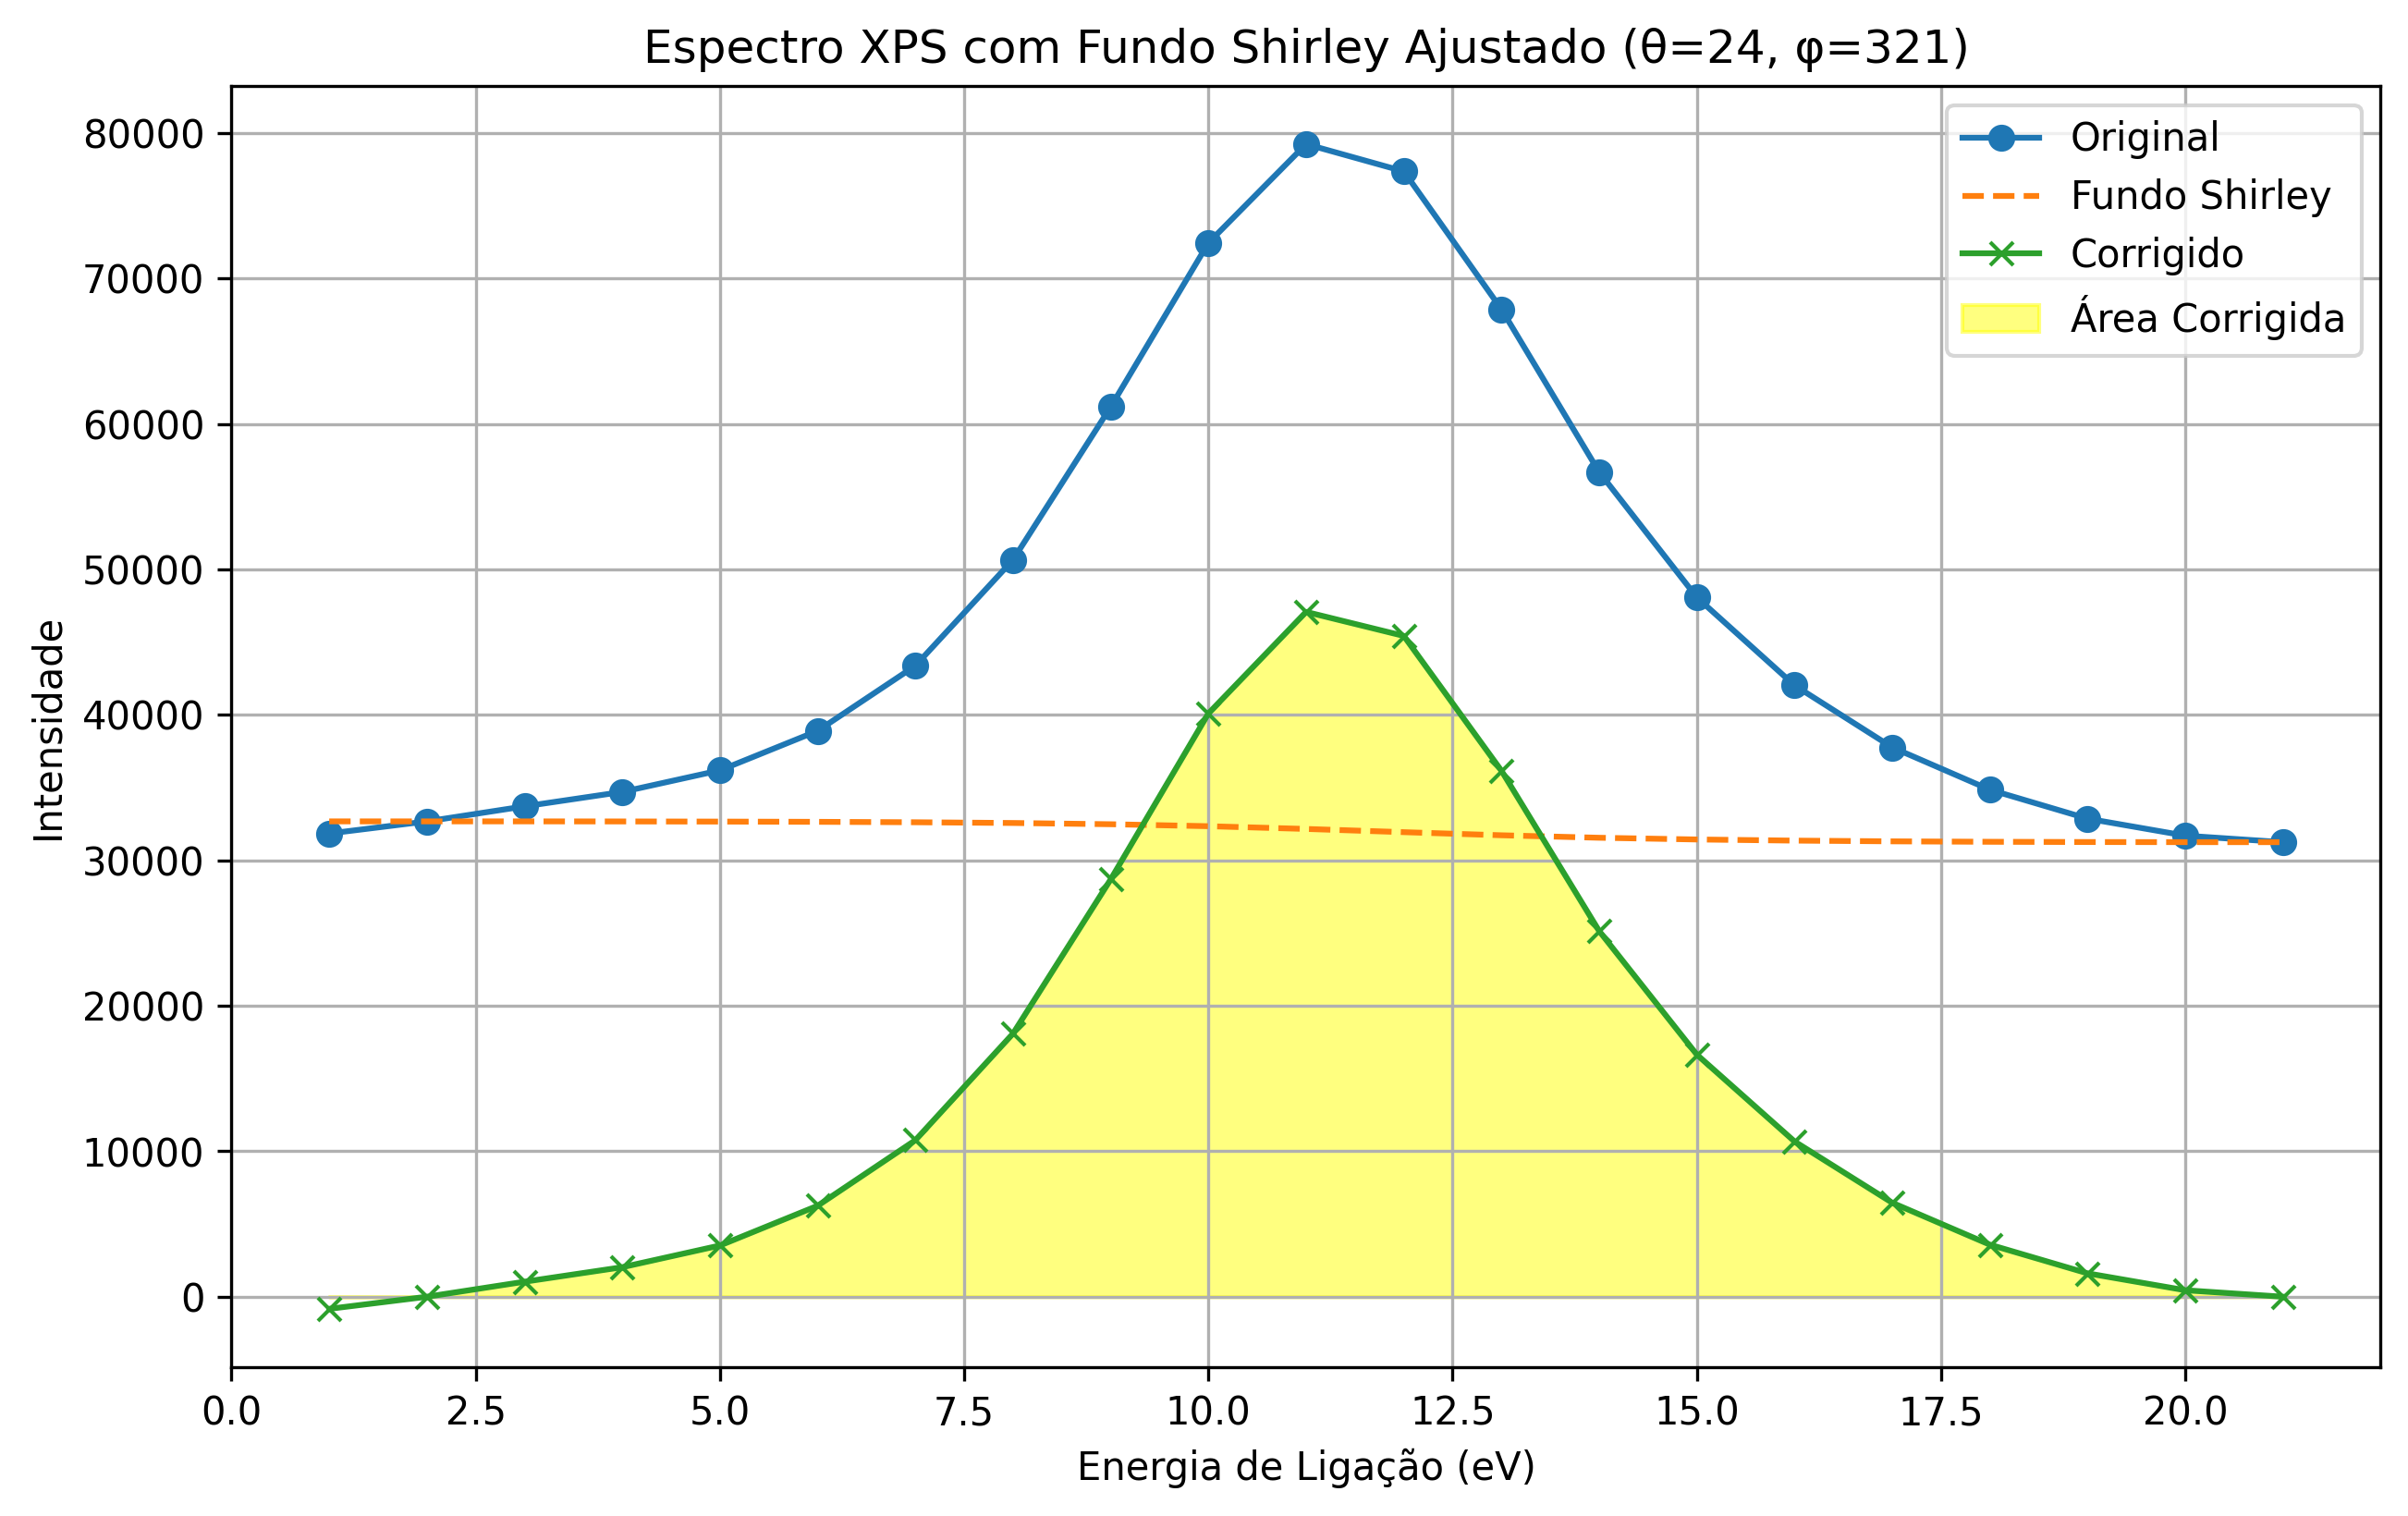 Espectro XPS com Fundo Shirley Ajustado (θ=24, φ=321)
Original
Fundo Shirley
Corrigido
Área Corrigida
Intensidade
80000
70000
60000
50000
40000
30000
20000
10000
0
0.0 2.5 5.0 7.5 10.0 12.5 15.0 17.5 20.0
Energia de Ligação (eV)